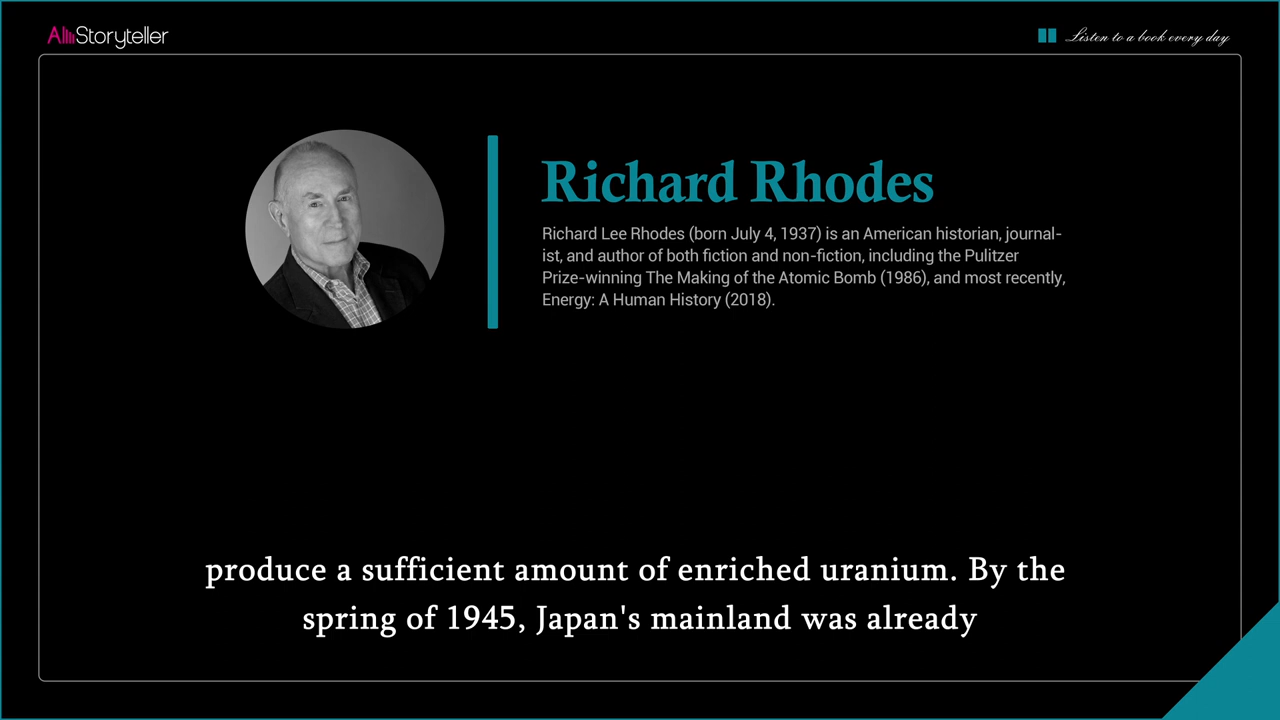 AllStoryteller
Listen to a book every day
Richard Rhodes
Richard Lee Rhodes (born July 4, 1937) is an American historian, journal-
ist, and author of both fiction and non-fiction, including the Pulitzer
Prize-winning The Making of the Atomic Bomb (1986), and most recently,
Energy: A Human History (2018).
produce a sufficient amount of enriched uranium. By the
spring of 1945, Japan's mainland was already